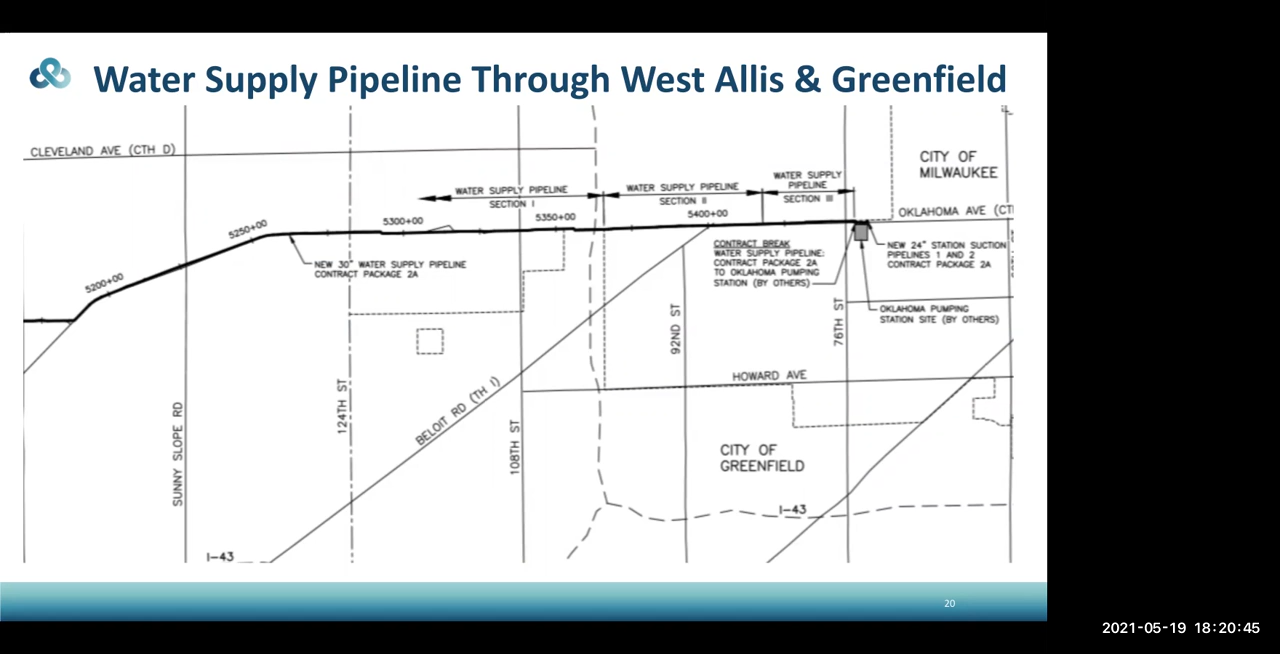 Water Supply Pipeline Through West Allis & Greenfield
CLEVELAND AVE (CTH D)
CITY OF
MILWAUKEE
WATER SUPPLY
PIPELINE
SECTION III
WATER SUPPLY PIPELINE
SECTION I
WATER SUPPLY PIPELINE
SECTION II
OKLAHOMA AVE (CT
5200+00
5250+00
5300+00
5350+00
5400+00
NEW 30" WATER SUPPLY PIPELINE
CONTRACT PACKAGE 2A
CONTRACT BREAK
WATER SUPPLY PIPELINE:
CONTRACT PACKAGE 2A
TO OKLAHOMA PUMPING
STATION (BY OTHERS)
NEW 24" STATION SUCTION
PIPELINES 1 AND 2
CONTRACT PACKAGE 2A
OKLAHOMA PUMPING
STATION SITE (BY OTHERS)
92ND ST
76TH ST
HOWARD AVE
SUNNY SLOPE RD
124TH ST
BELOIT RD (TH I)
108TH ST
CITY OF
GREENFIELD
I-43
I-43
20
2021-05-19 18:20:45